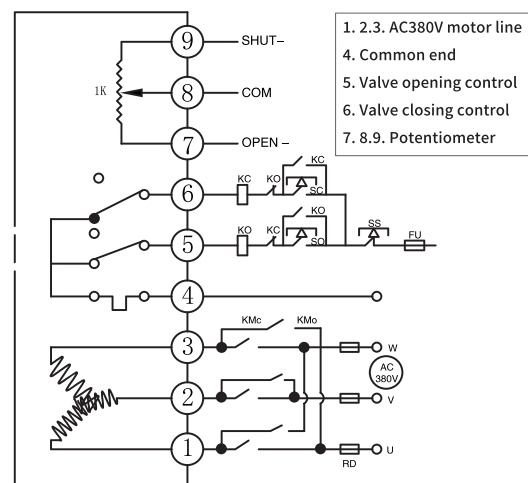 9 SHUT–
1K 8 COM
7 OPEN –
1. 2.3. AC380V motor line
4. Common end
5. Valve opening control
6. Valve closing control
7. 8.9. Potentiometer
KC
6 KC KO SC
KO
5 KO KC SO SS FU
4
KMc KMo
3 W
AC
380V
2 V
1 U
RD